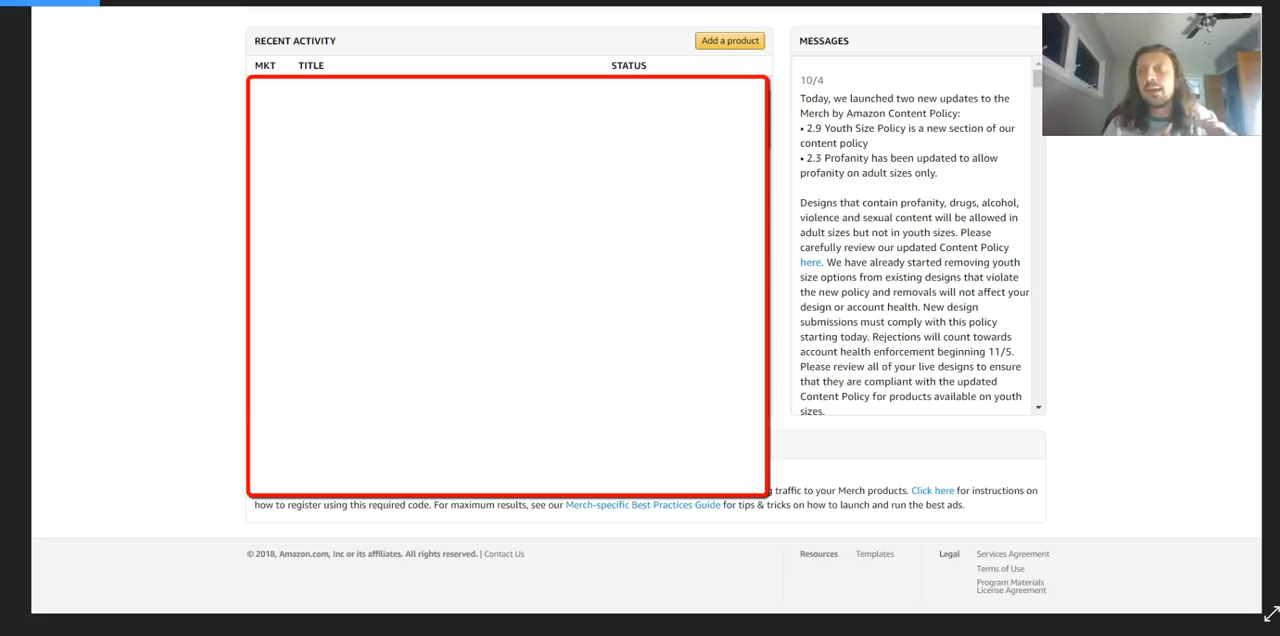 RECENT ACTIVITY
Add a product
MKT TITLE STATUS
MESSAGES
10/4
Today, we launched two new updates to the
Merch by Amazon Content Policy:
• 2.9 Youth Size Policy is a new section of our
content policy
• 2.3 Profanity has been updated to allow
profanity on adult sizes only.
Designs that contain profanity, drugs, alcohol,
violence and sexual content will be allowed in
adult sizes but not in youth sizes. Please
carefully review our updated Content Policy
here. We have already started removing youth
size options from existing designs that violate
the new policy and removals will not affect your
design or account health. New design
submissions must comply with this policy
starting today. Rejections will count towards
account health enforcement beginning 11/5.
Please review all of your live designs to ensure
that they are compliant with the updated
Content Policy for products available on youth
sizes.
traffic to your Merch products. Click here for instructions on
how to register using this required code. For maximum results, see our Merch-specific Best Practices Guide for tips & tricks on how to launch and run the best ads.
© 2018, Amazon.com, Inc or its affiliates. All rights reserved. | Contact Us
Resources Templates
Legal Services Agreement
Terms of Use
Program Materials
License Agreement